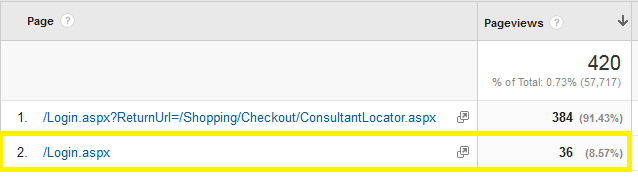 Page ? Pageviews ?
420
% of Total: 0.73% (57,717)
1. /Login.aspx?ReturnUrl=/Shopping/Checkout/ConsultantLocator.aspx 384 (91.43%)
2. /Login.aspx 36 (8.57%)